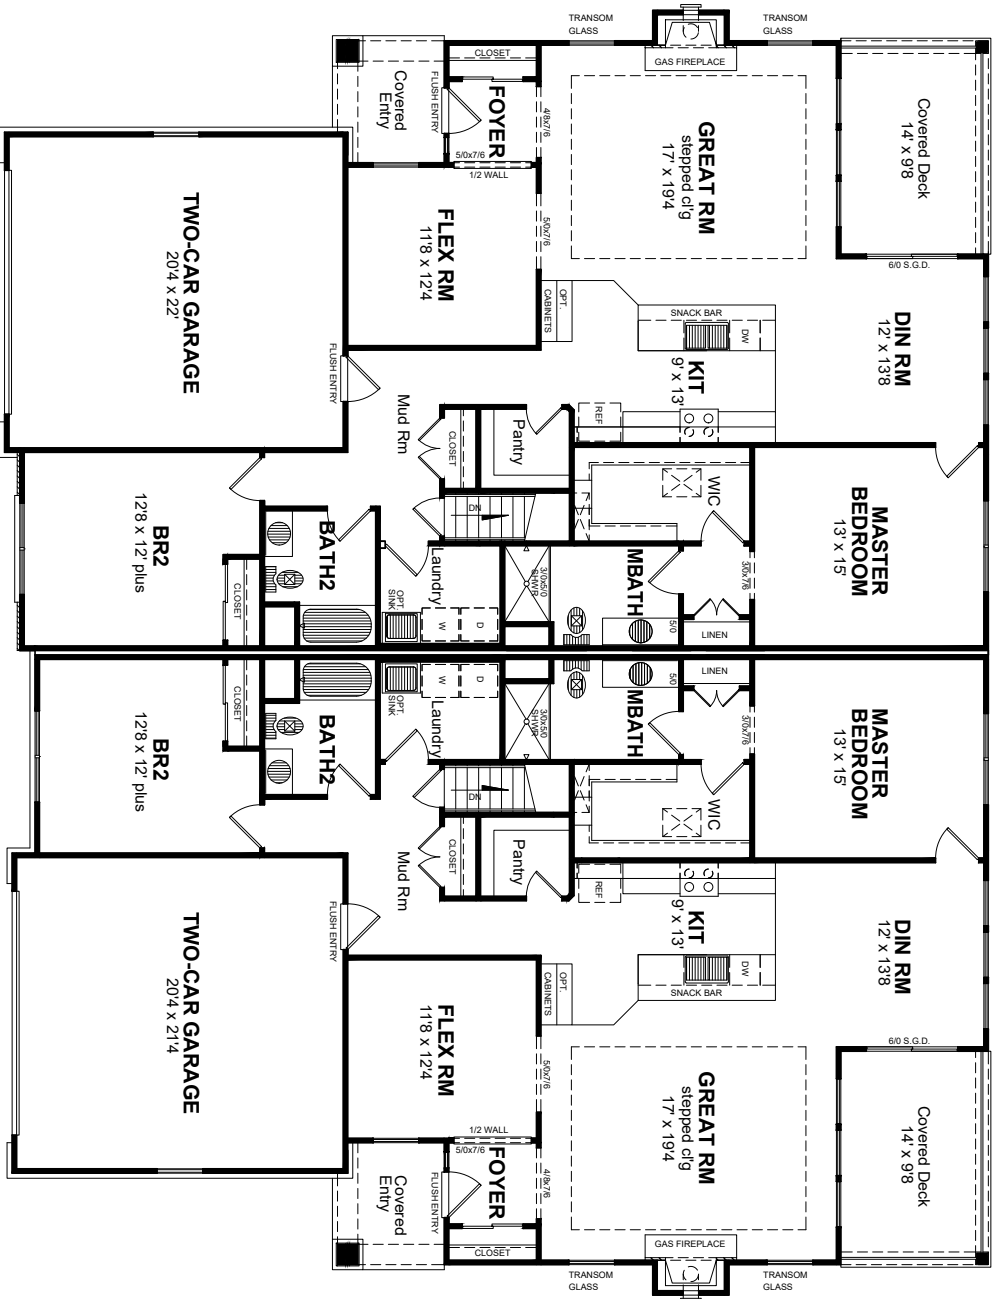 TRANSOM
GLASS
TRANSOM
GLASS
CLOSET
GAS FIREPLACE
Covered
Entry
FLUSH ENTRY
FOYER
4/8x7/6
5/0x7/6
1/2 WALL
GREAT RM
stepped cl'g
17' x 19'4
Covered Deck
14' x 9'8
TWO-CAR GARAGE
20'4 x 22'
FLEX RM
11'8 x 12'4
5/0x7/6
6/0 S.G.D.
OPT.
CABINETS
SNACK BAR
DW
DIN RM
12' x 13'8
KIT
9' x 13'
FLUSH ENTRY
REF
Mud Rm
CLOSET
Pantry
DN
WIC
MASTER
BEDROOM
13' x 15'
BR2
12'8 x 12' plus
BATH2
Laundry
3/0x5/0
SHWR
MBATH
3/0x7/6
CLOSET
OPT.
SINK
W
D
5/0
LINEN
CLOSET
OPT.
SINK
W
D
5/0
LINEN
BR2
12'8 x 12' plus
BATH2
Laundry
3/0x5/0
SHWR
MBATH
3/0x7/6
MASTER
BEDROOM
13' x 15'
DN
WIC
Mud Rm
CLOSET
Pantry
REF
FLUSH ENTRY
KIT
9' x 13'
DIN RM
12' x 13'8
DW
SNACK BAR
OPT.
CABINETS
TWO-CAR GARAGE
20'4 x 21'4
FLEX RM
11'8 x 12'4
5/0x7/6
6/0 S.G.D.
GREAT RM
stepped cl'g
17' x 19'4
Covered Deck
14' x 9'8
1/2 WALL
5/0x7/6
FOYER
4/8x7/6
Covered
Entry
FLUSH ENTRY
CLOSET
GAS FIREPLACE
TRANSOM
GLASS
TRANSOM
GLASS